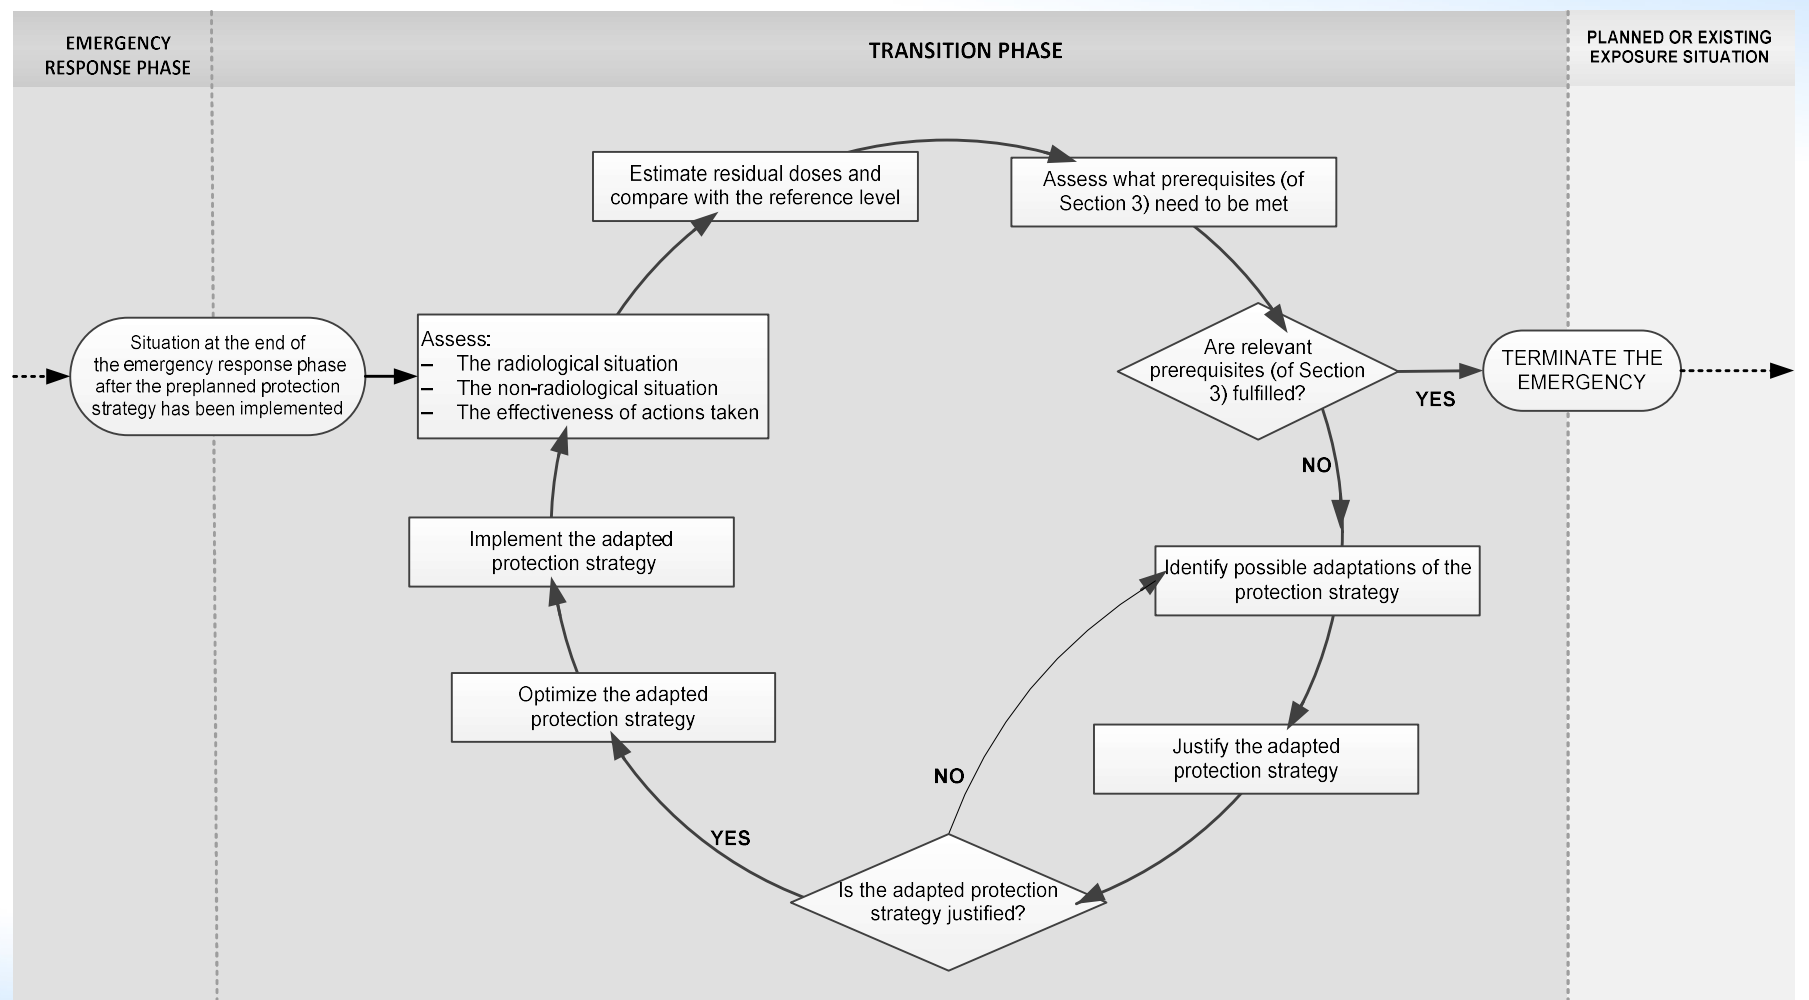 EMERGENCY
RESPONSE PHASE
TRANSITION PHASE
PLANNED OR EXISTING
EXPOSURE SITUATION
Estimate residual doses and
compare with the reference level
Assess what prerequisites (of
Section 3) need to be met
Situation at the end of
the emergency response phase
after the preplanned protection
strategy has been implemented
Assess:
– The radiological situation
– The non-radiological situation
– The effectiveness of actions taken
Are relevant
prerequisites (of Section
3) fulfilled?
YES
TERMINATE THE
EMERGENCY
NO
Implement the adapted
protection strategy
Identify possible adaptations of the
protection strategy
Optimize the adapted
protection strategy
Justify the adapted
protection strategy
NO
YES
Is the adapted protection
strategy justified?